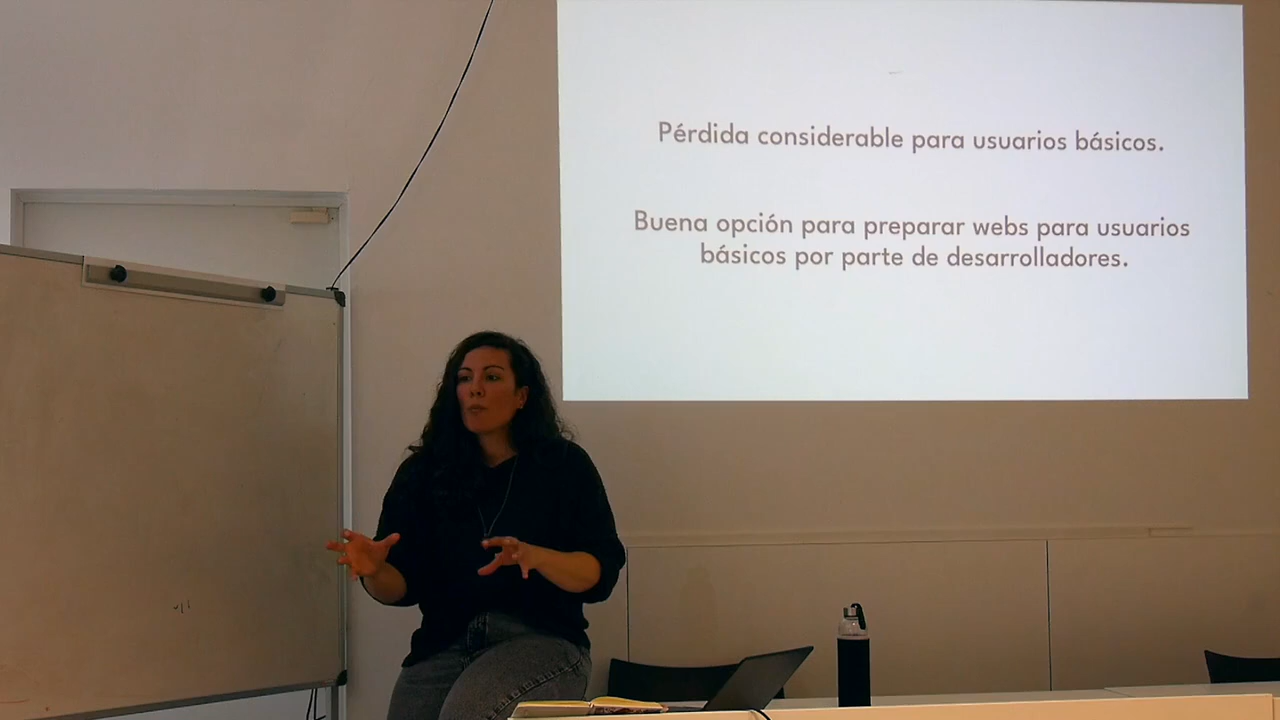 Pérdida considerable para usuarios básicos.
Buena opción para preparar webs para usuarios
básicos por parte de desarrolladores.